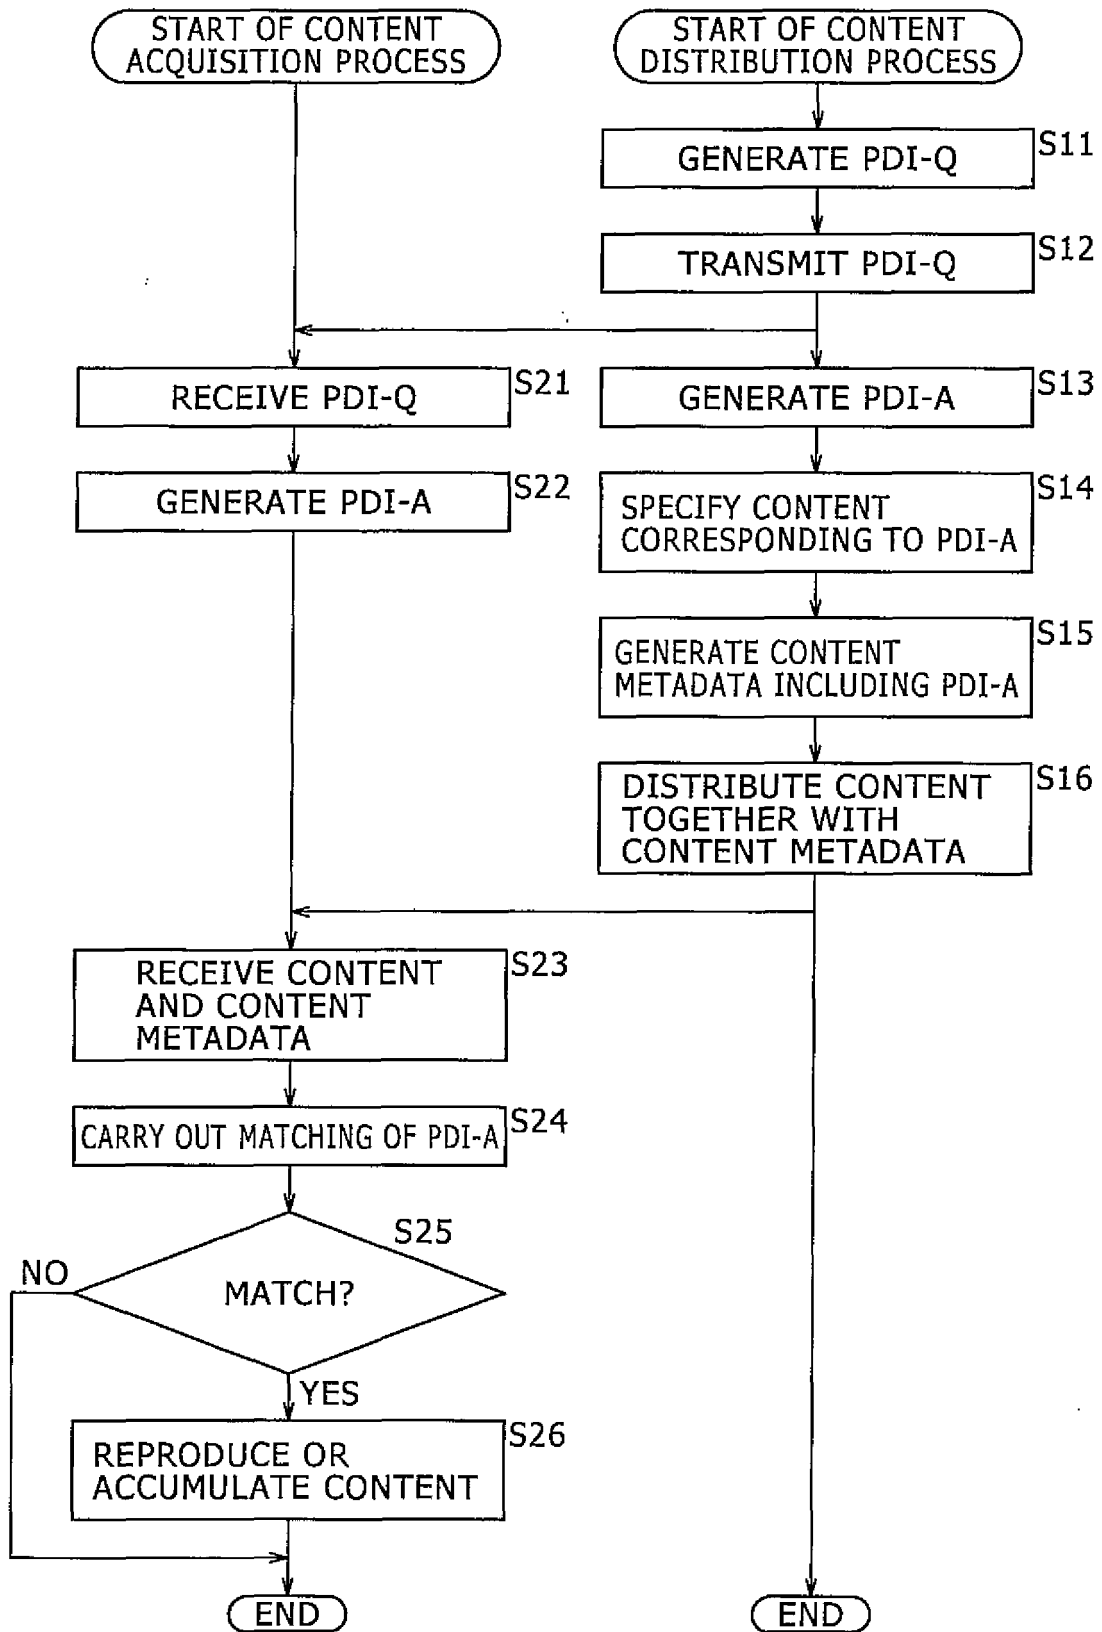 START OF CONTENT
ACQUISITION PROCESS
START OF CONTENT
DISTRIBUTION PROCESS
GENERATE PDI-Q
S11
TRANSMIT PDI-Q
S12
RECEIVE PDI-Q
S21
GENERATE PDI-A
S13
GENERATE PDI-A
S22
SPECIFY CONTENT
CORRESPONDING TO PDI-A
S14
GENERATE CONTENT
METADATA INCLUDING PDI-A
S15
DISTRIBUTE CONTENT
TOGETHER WITH
CONTENT METADATA
S16
RECEIVE CONTENT
AND CONTENT
METADATA
S23
CARRY OUT MATCHING OF PDI-A
S24
S25
NO
MATCH?
YES
REPRODUCE OR
ACCUMULATE CONTENT
S26
END
END